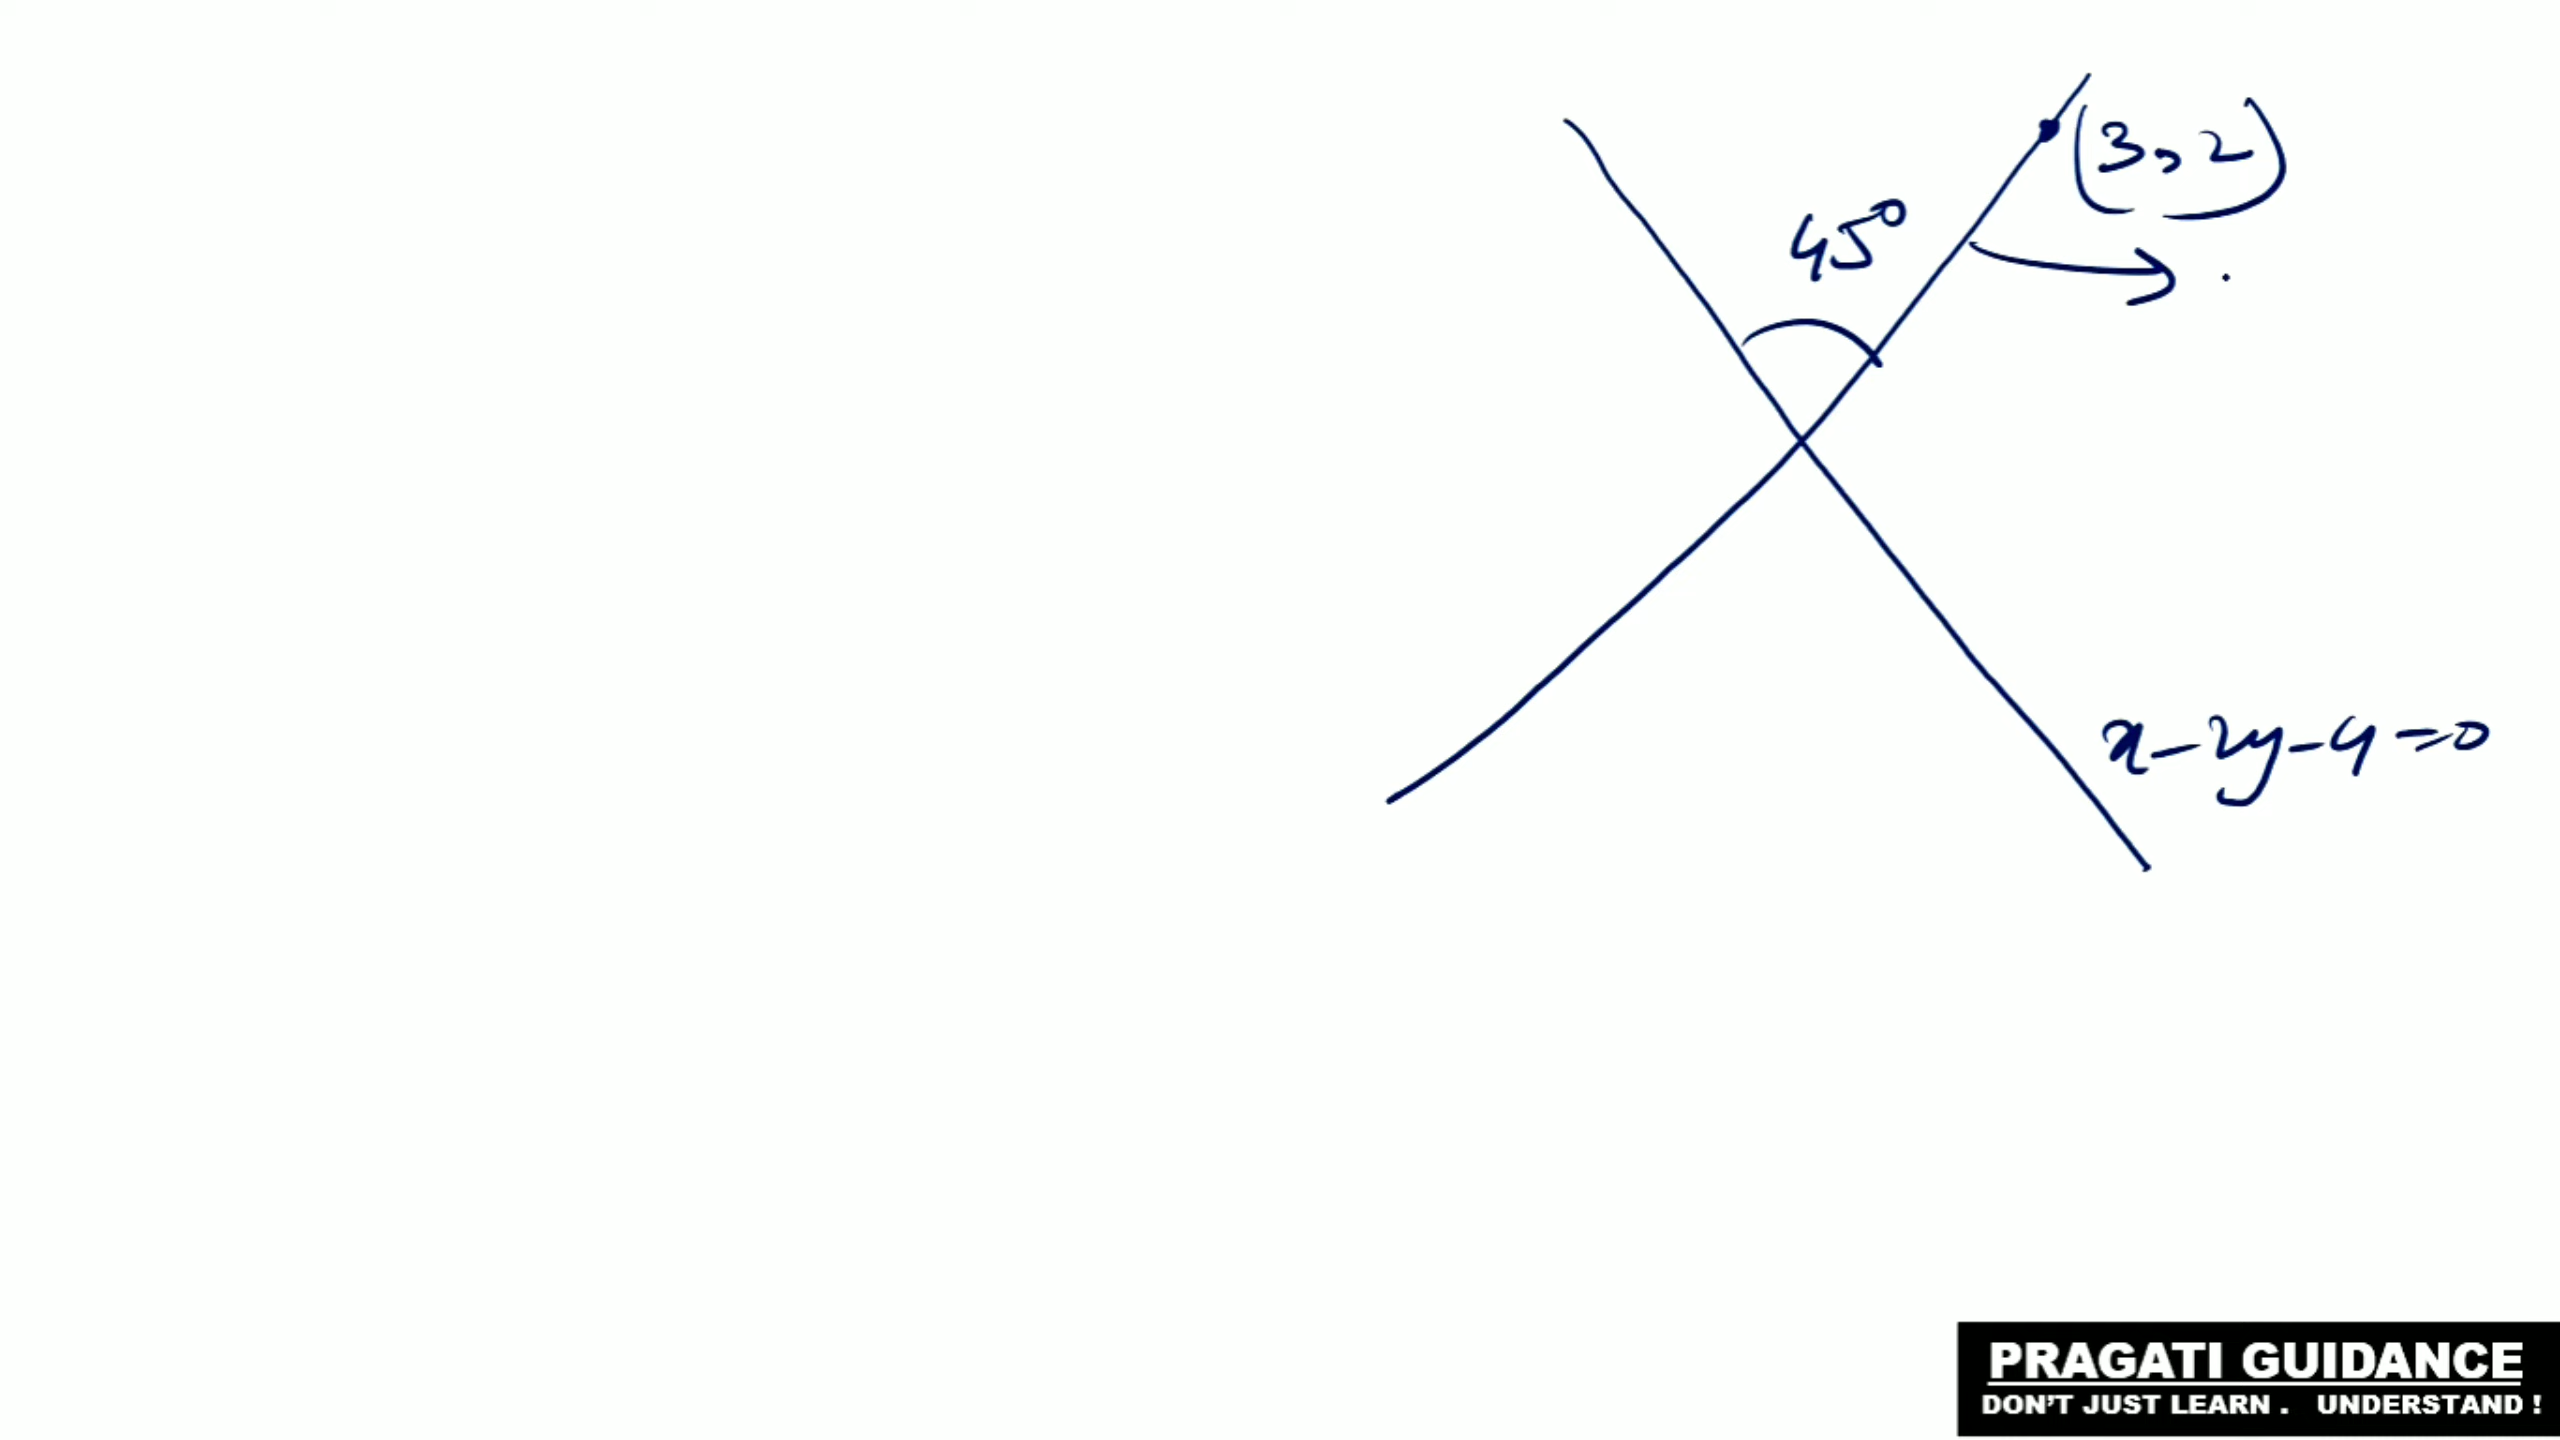 (3, 2)
45°
x-2y-4=0
PRAGATI GUIDANCE
DON'T JUST LEARN. UNDERSTAND!